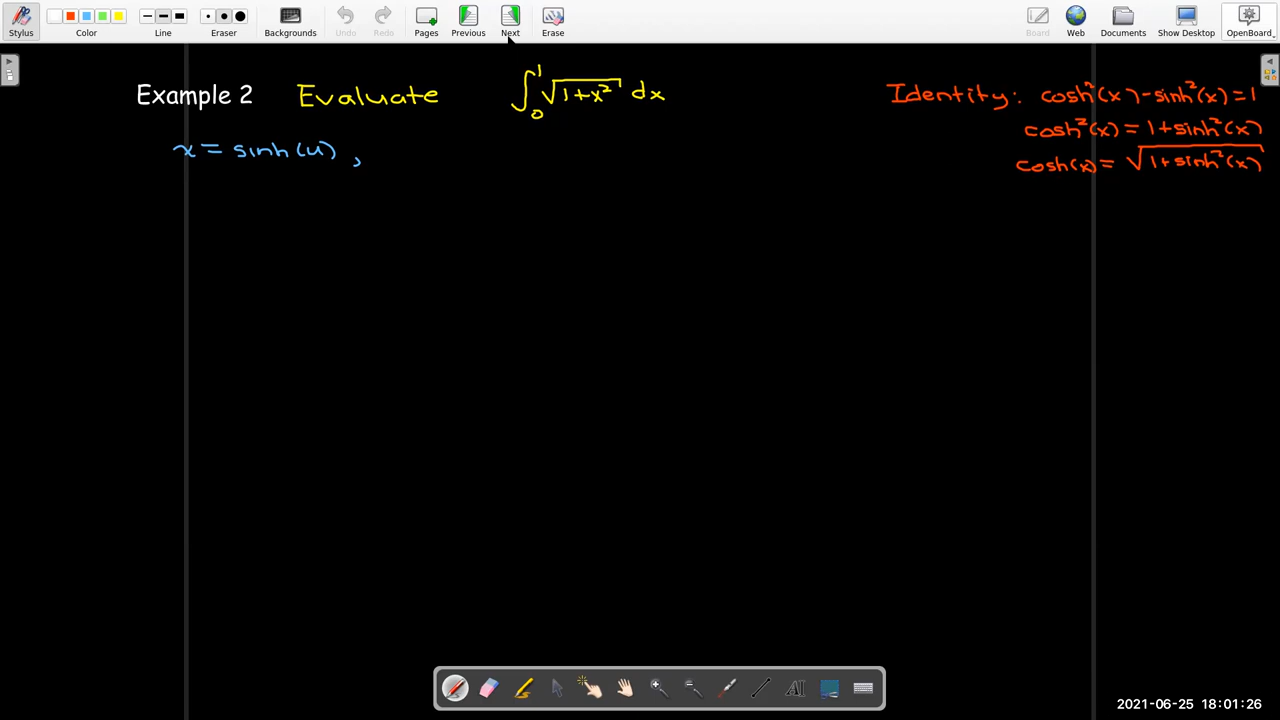 Stylus Color Line Eraser Backgrounds Undo Redo Pages Previous Next Erase Board Web Documents Show Desktop OpenBoard
Example 2 Evaluate ∫₀¹ √(1+x²) dx
Identity: cosh²(x) - sinh²(x) = 1
cosh²(x) = 1 + sinh²(x)
x = sinh(u) ,
cosh(x) = √(1 + sinh²(x))
AI
2021-06-25 18:01:26